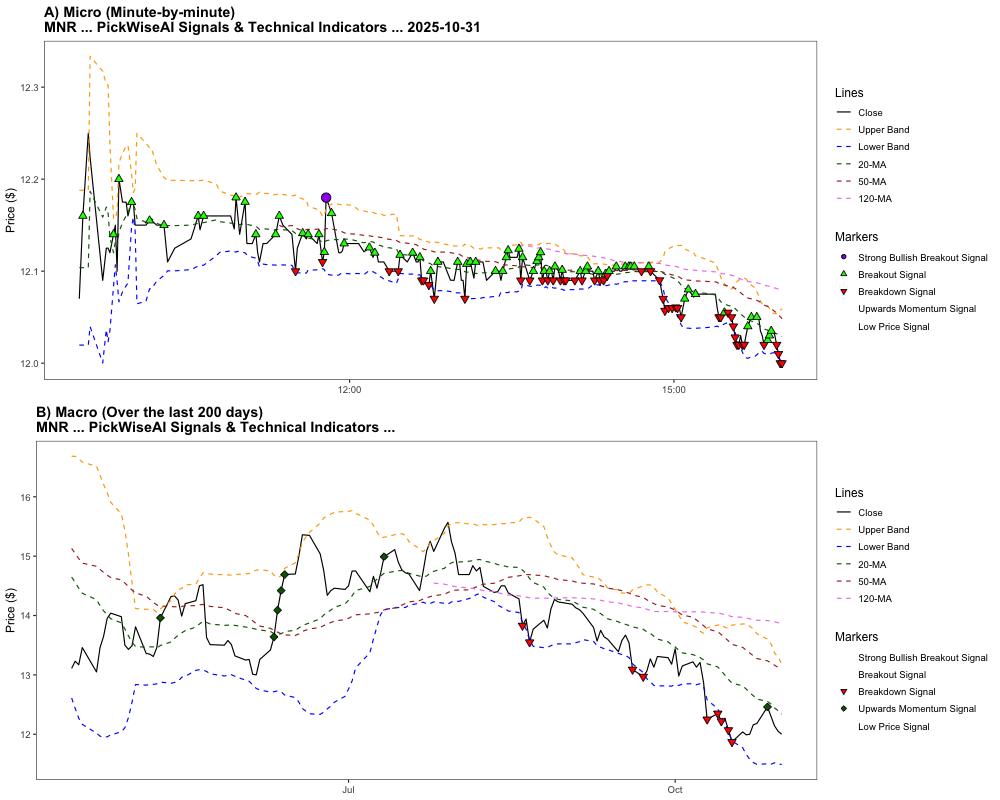 A) Micro (Minute-by-minute)
MNR ... PickWiseAI Signals & Technical Indicators ... 2025-10-31
Price ($)
12.3
12.2
12.1
12.0
12:00
15:00
Lines
Close
Upper Band
Lower Band
20-MA
50-MA
120-MA
Markers
Strong Bullish Breakout Signal
Breakout Signal
Breakdown Signal
Upwards Momentum Signal
Low Price Signal
B) Macro (Over the last 200 days)
MNR ... PickWiseAI Signals & Technical Indicators ...
Price ($)
16
15
14
13
12
Jul
Oct
Lines
Close
Upper Band
Lower Band
20-MA
50-MA
120-MA
Markers
Strong Bullish Breakout Signal
Breakout Signal
Breakdown Signal
Upwards Momentum Signal
Low Price Signal